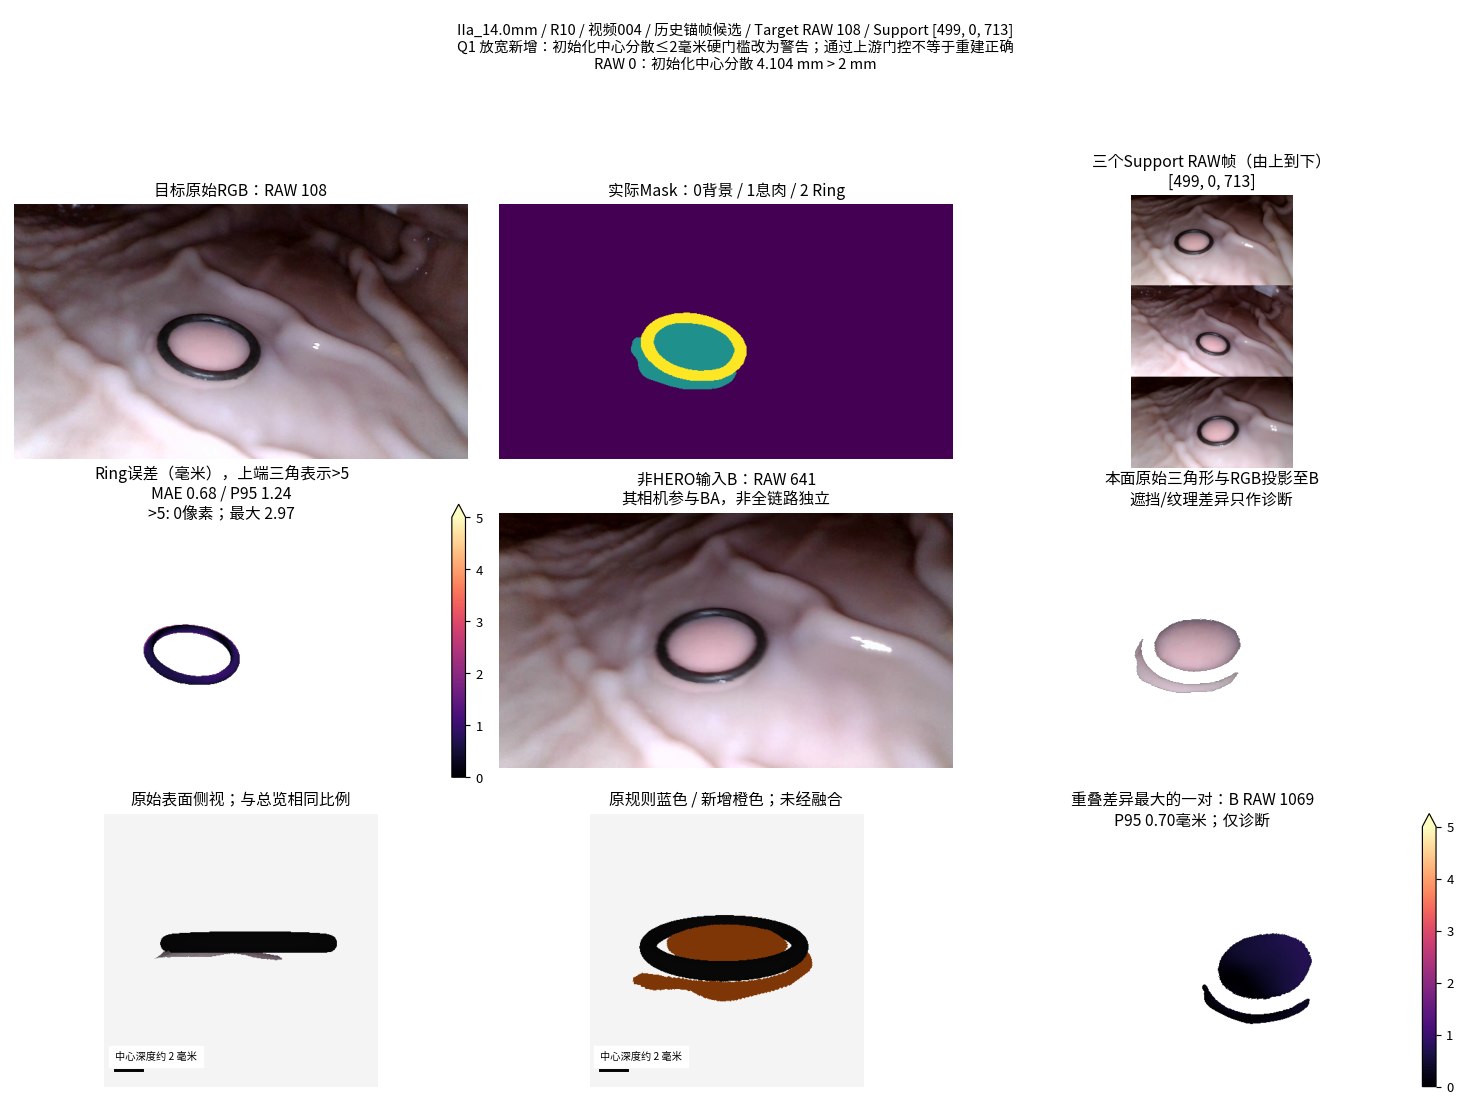 IIa_14.0mm / R10 / 视频004 / 历史锚帧候选 / Target RAW 108 / Support [499, 0, 713]
Q1 放宽新增：初始化中心分散≤2毫米硬门槛改为警告；通过上游门控不等于重建正确
RAW 0：初始化中心分散 4.104 mm > 2 mm
目标原始RGB：RAW 108
实际Mask：0背景 / 1息肉 / 2 Ring
三个Support RAW帧（由上到下）
[499, 0, 713]
Ring误差（毫米），上端三角表示>5
MAE 0.68 / P95 1.24
>5: 0像素；最大 2.97
5
4
3
2
1
0
非HERO输入B：RAW 641
其相机参与BA，非全链路独立
本面原始三角形与RGB投影至B
遮挡/纹理差异只作诊断
原始表面侧视；与总览相同比例
中心深度约 2 毫米
原规则蓝色 / 新增橙色；未经融合
中心深度约 2 毫米
重叠差异最大的一对：B RAW 1069
P95 0.70毫米；仅诊断
5
4
3
2
1
0